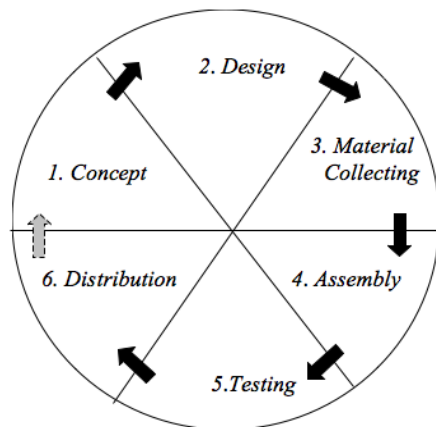 1. Concept
2. Design
3. Material
Collecting
4. Assembly
5.Testing
6. Distribution